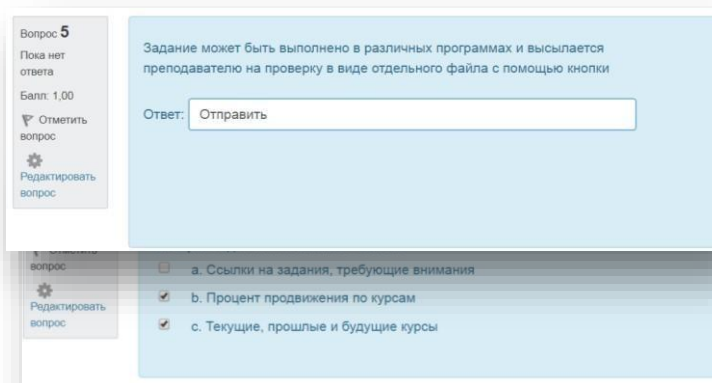 Вопрос 5
Пока нет
ответа
Балл: 1,00
Отметить
вопрос
Редактировать
вопрос
Задание может быть выполнено в различных программах и высылается
преподавателю на проверку в виде отдельного файла с помощью кнопки
Ответ: Отправить
вопрос
Редактировать
вопрос
a. Ссылки на задания, требующие внимания
b. Процент продвижения по курсам
c. Текущие, прошлые и будущие курсы